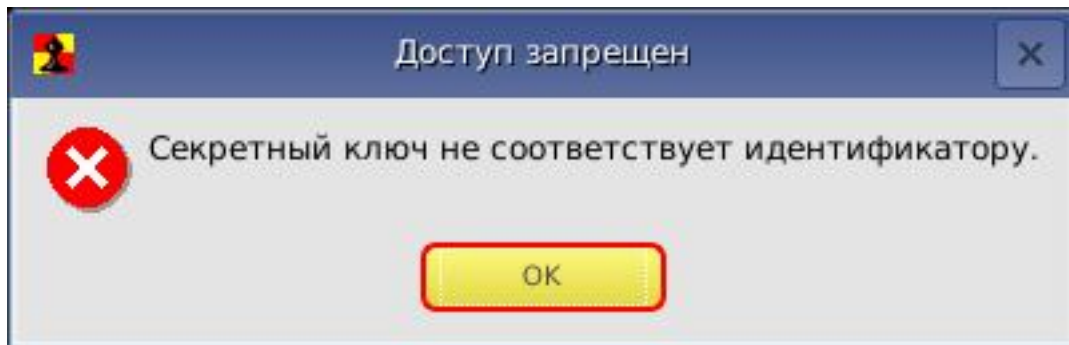 Доступ запрещен
Секретный ключ не соответствует идентификатору.
OK